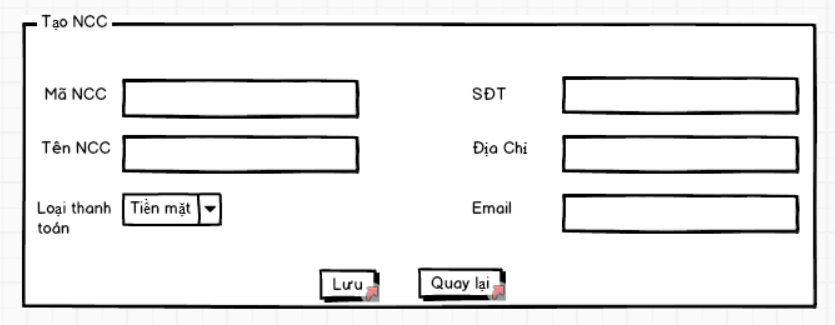 Tạo NCC
Mã NCC
SĐT
Tên NCC
Địa Chỉ
Loại thanh
toán
Tiền mặt
Email
Lưu
Quay lại